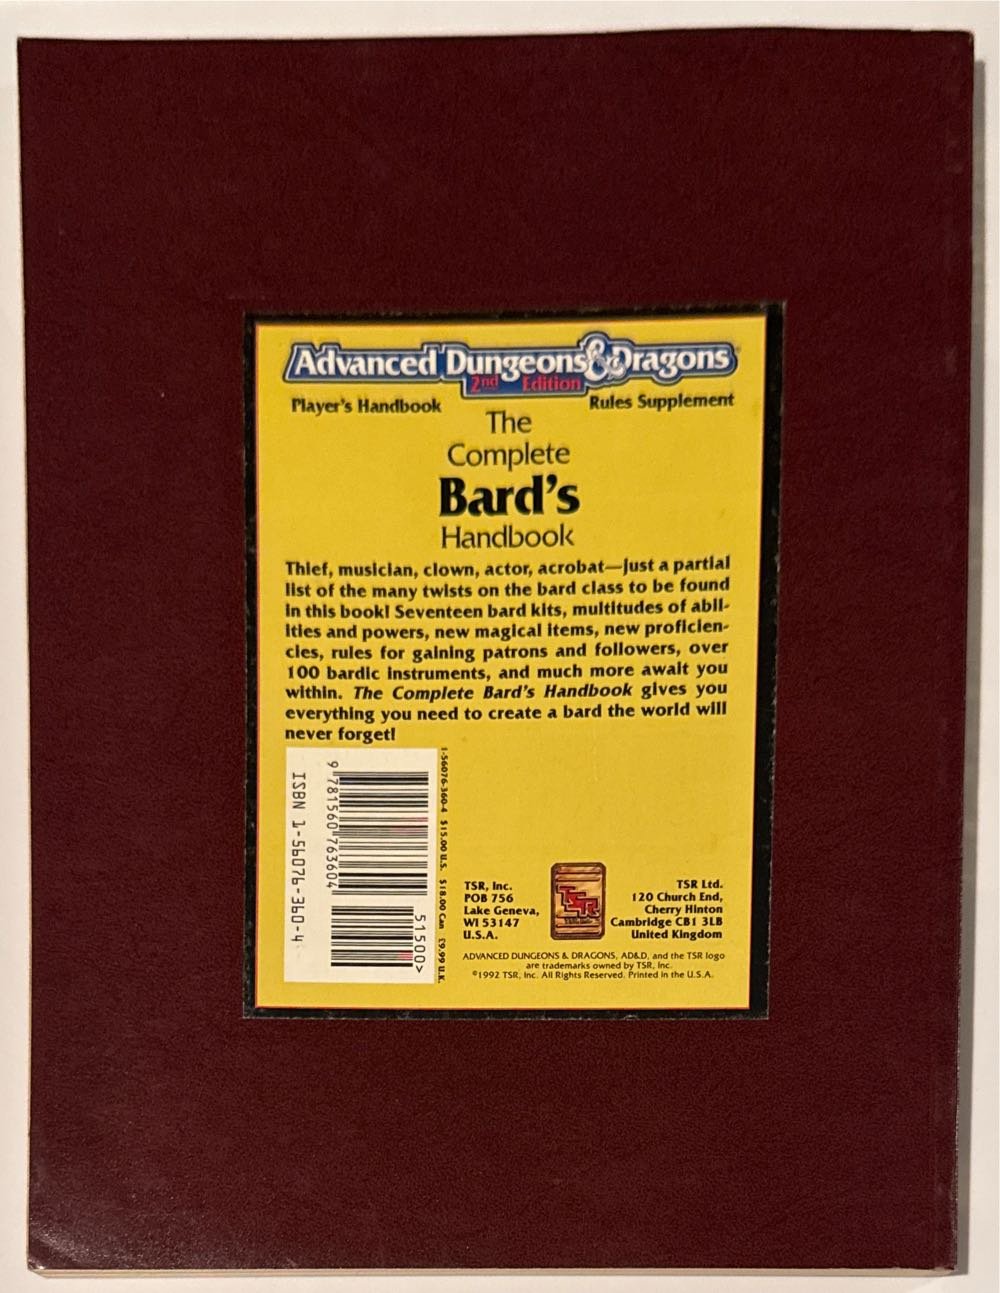 Advanced Dungeons & Dragons®
2nd Edition
Player's Handbook
Rules Supplement
The
Complete
Bard's
Handbook
Thief, musician, clown, actor, acrobat—just a partial
list of the many twists on the bard class to be found
in this book! Seventeen bard kits, multitudes of abil-
ities and powers, new magical items, new proficien-
cies, rules for gaining patrons and followers, over
100 bardic instruments, and much more await you
within. The Complete Bard's Handbook gives you
everything you need to create a bard the world will
never forget!
ISBN 1-56076-360-4
9 781560 763604
51500>
1-56076-360-4 $15.00 U.S. $18.00 Can £9.99 U.K.
TSR, Inc.
POB 756
Lake Geneva,
WI 53147
U.S.A.
TSR
TSR Ltd.
120 Church End,
Cherry Hinton
Cambridge CB1 3LB
United Kingdom
ADVANCED DUNGEONS & DRAGONS, AD&D, and the TSR logo
are trademarks owned by TSR, Inc.
©1992 TSR, Inc. All Rights Reserved. Printed in the U.S.A.